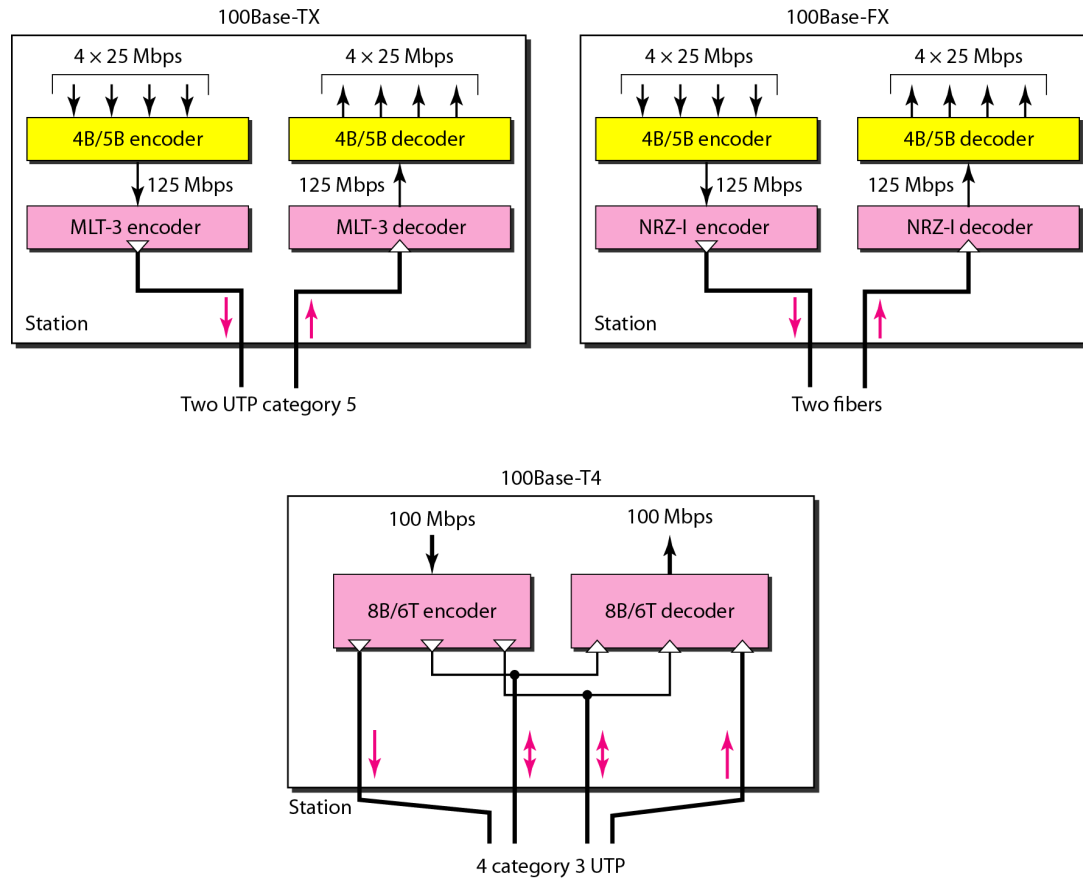 100Base-TX
4 × 25 Mbps
4 × 25 Mbps
4B/5B encoder
4B/5B decoder
125 Mbps
125 Mbps
MLT-3 encoder
MLT-3 decoder
Station
Two UTP category 5
100Base-FX
4 × 25 Mbps
4 × 25 Mbps
4B/5B encoder
4B/5B decoder
125 Mbps
125 Mbps
NRZ-I encoder
NRZ-I decoder
Station
Two fibers
100Base-T4
100 Mbps
100 Mbps
8B/6T encoder
8B/6T decoder
Station
4 category 3 UTP